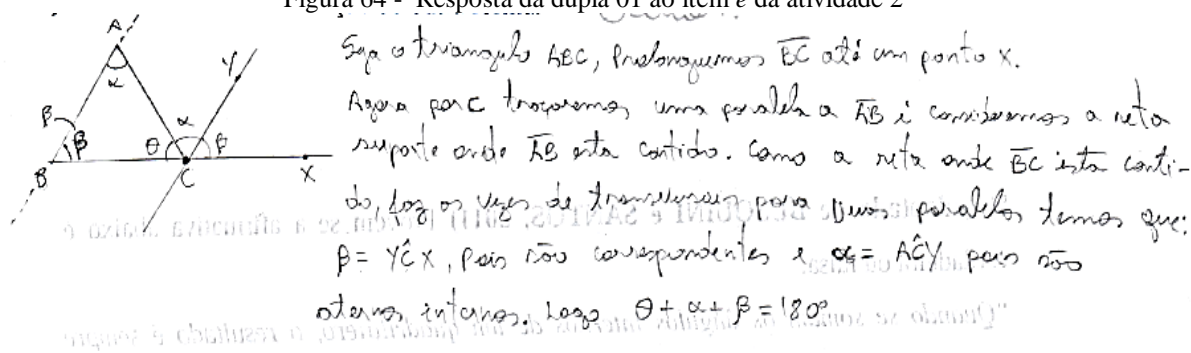 Figura 64 - Resposta da dupla 01 ao item e da atividade 2
A
α
Y
β
β
θ
α
β
B
C
X
Seja o triangulo ABC, Prolonguemos BC até um ponto X.
Agora por C traçaremos uma paralela a AB e consideremos a reta
suporte onde AB esta contido. Como a reta onde BC esta conti-
do, faz os vezes de transversais para duas paralelas temos que:
β = YĈX, Pois são correspondentes e α = AĈY pois são
alternos internos. Logo θ + α + β = 180°